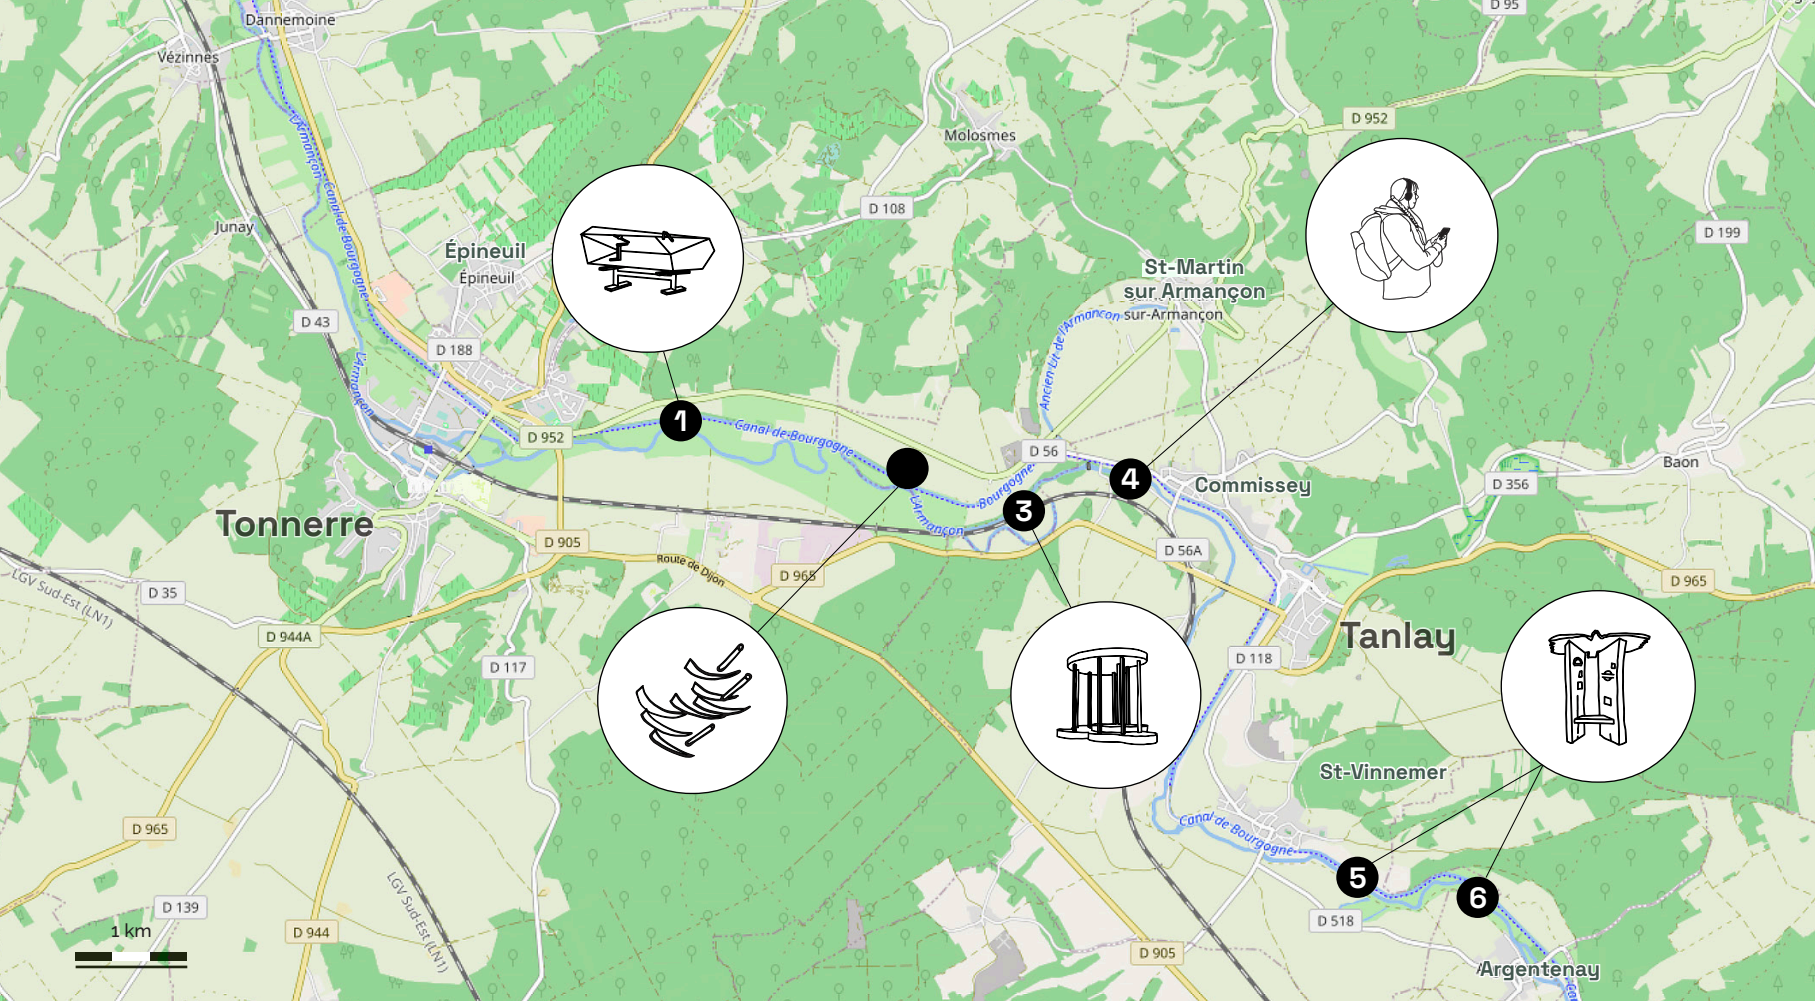 Dannemoine
D 95
Vézinnes
D 952
Molosmes
L'Armançon
D 108
Canal de Bourgogne
Junay
D 199
Épineuil
Épineuil
St-Martin
sur Armançon
sur-Armançon
Ancien Lit de l'Armançon
D 43
D 188
L'Armançon
1
D 952
Canal de Bourgogne
D 56
Baon
4
Commissey
D 356
Bourgogne
3
L'Armançon
Tonnerre
D 905
D 56A
Route de Dijon
D 965
D 965
LGV Sud-Est (LN1)
D 35
D 944A
Tanlay
D 117
D 118
St-Vinnemer
D 965
Canal de Bourgogne
5
6
LGV Sud-Est (LN1)
D 139
D 518
1 km
D 944
D 905
Argentenay